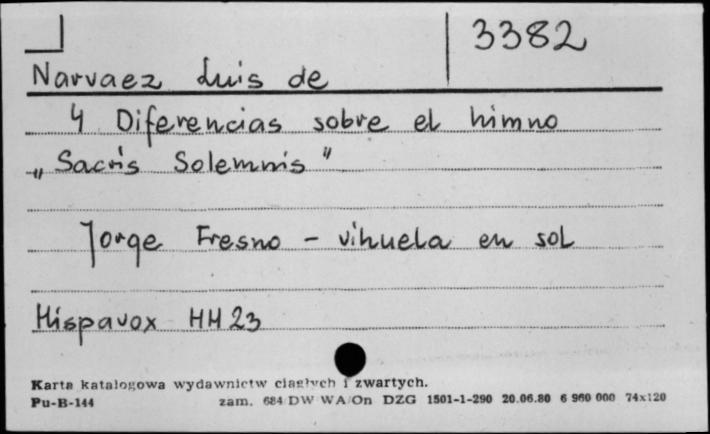 3382
Narvaez Luis de
4 Diferencias sobre el himno
„Sacris Solemnis"
Jorge Fresno - vihuela en sol
Hispavox HH 23
Karta katalogowa wydawnictw ciągłych i zwartych.
Pu-B-144 zam. 684 DW WA/On DZG 1501-1-290 20.06.80 6 960 000 74x120